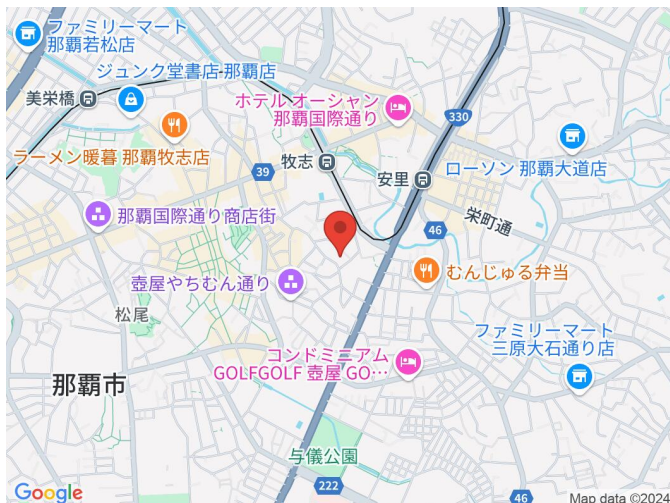 ファミリーマート
那覇若松店
ジュンク堂書店 那覇店
美栄橋
ラーメン暖暮 那覇牧志店
ホテル オーシャン
那覇国際通り
330
牧志
安里
ローソン 那覇大道店
39
栄町通
那覇国際通り商店街
46
むんじゅる弁当
壺屋やちむん通り
松尾
ファミリーマート
三原大石通り店
コンドミニアム
GOLFGOLF 壺屋 GO…
那覇市
与儀公園
222
46
Google
Map data ©2024